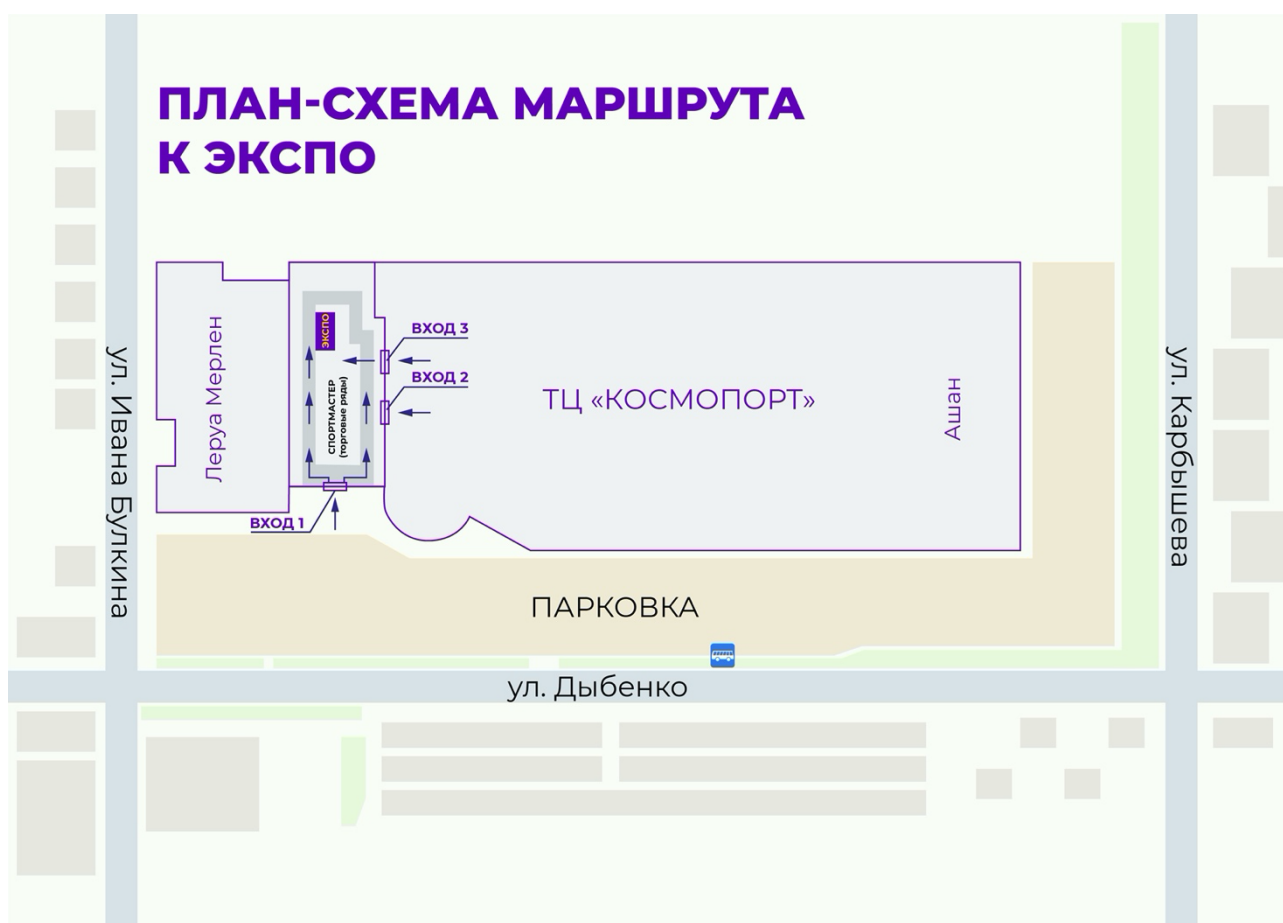 ПЛАН-СХЕМА МАРШРУТА
К ЭКСПО
ул. Ивана Булкина
Леруа Мерлен
ЭКСПО
СПОРТМАСТЕР
(торговые ряды)
ВХОД 3
ВХОД 2
ВХОД 1
ТЦ «КОСМОПОРТ»
Ашан
ул. Карбышева
ПАРКОВКА
ул. Дыбенко